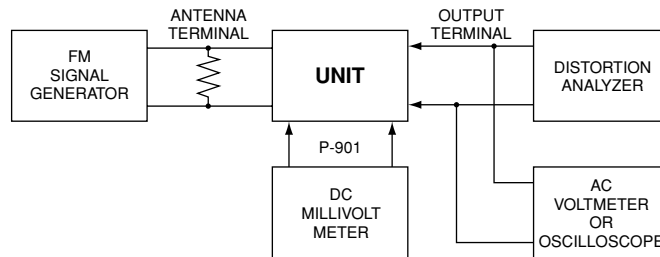 ANTENNA
TERMINAL
OUTPUT
TERMINAL
FM
SIGNAL
GENERATOR
UNIT
DISTORTION
ANALYZER
P-901
DC
MILLIVOLT
METER
AC
VOLTMETER
OR
OSCILLOSCOPE